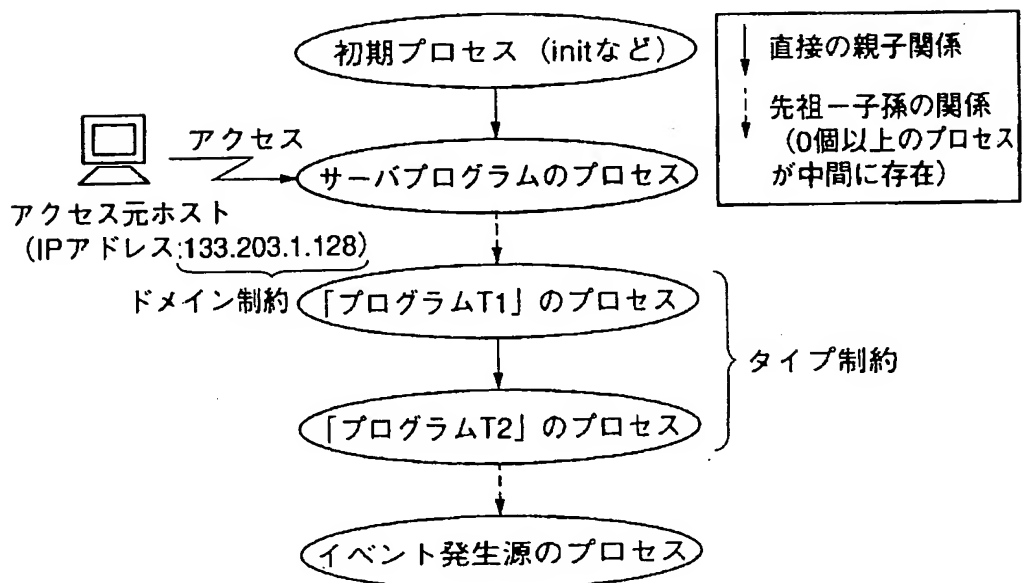 初期プロセス (initなど)
直接の親子関係
先祖ー子孫の関係
(0個以上のプロセス
が中間に存在)
アクセス
サーバプログラムのプロセス
アクセス元ホスト
(IPアドレス:133.203.1.128)
ドメイン制約
「プログラムT1」のプロセス
タイプ制約
「プログラムT2」のプロセス
イベント発生源のプロセス